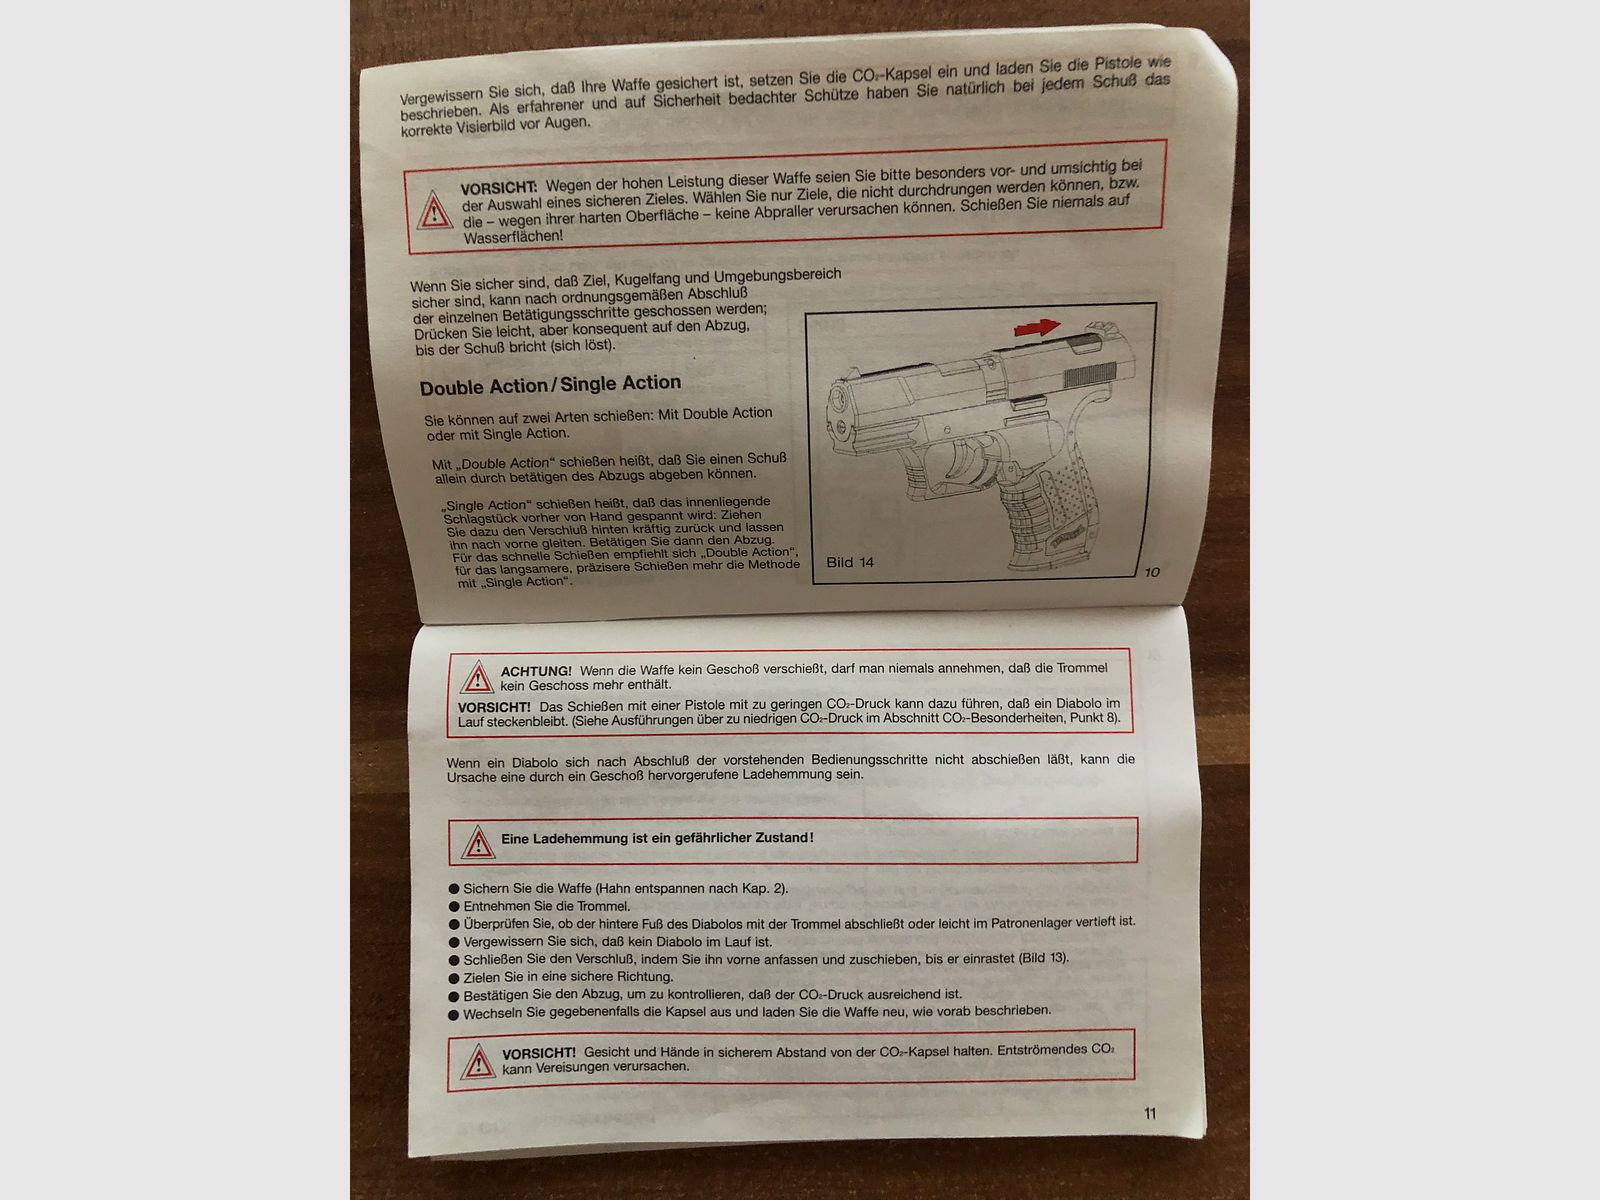 Vergewissern Sie sich, daß Ihre Waffe gesichert ist, setzen Sie die CO₂-Kapsel ein und laden Sie die Pistole wie
beschrieben. Als erfahrener und auf Sicherheit bedachter Schütze haben Sie natürlich bei jedem Schuß das
korrekte Visierbild vor Augen.
VORSICHT: Wegen der hohen Leistung dieser Waffe seien Sie bitte besonders vor- und umsichtig bei
der Auswahl eines sicheren Zieles. Wählen Sie nur Ziele, die nicht durchdrungen werden können, bzw.
die – wegen ihrer harten Oberfläche – keine Abpraller verursachen können. Schießen Sie niemals auf
Wasserflächen!
Wenn Sie sicher sind, daß Ziel, Kugelfang und Umgebungsbereich
sicher sind, kann nach ordnungsgemäßen Abschluß
der einzelnen Betätigungsschritte geschossen werden;
Drücken Sie leicht, aber konsequent auf den Abzug,
bis der Schuß bricht (sich löst).
Double Action / Single Action
Sie können auf zwei Arten schießen: Mit Double Action
oder mit Single Action.
Mit „Double Action“ schießen heißt, daß Sie einen Schuß
allein durch betätigen des Abzugs abgeben können.
„Single Action“ schießen heißt, daß das innenliegende
Schlagstück vorher von Hand gespannt wird: Ziehen
Sie dazu den Verschluß hinten kräftig zurück und lassen
ihn nach vorne gleiten. Betätigen Sie dann den Abzug.
Für das schnelle Schießen empfiehlt sich „Double Action“,
für das langsamere, präzisere Schießen mehr die Methode
mit „Single Action“.
Bild 14
10
ACHTUNG! Wenn die Waffe kein Geschoß verschießt, darf man niemals annehmen, daß die Trommel
kein Geschoss mehr enthält.
VORSICHT! Das Schießen mit einer Pistole mit zu geringen CO₂-Druck kann dazu führen, daß ein Diabolo im
Lauf steckenbleibt. (Siehe Ausführungen über zu niedrigen CO₂-Druck im Abschnitt CO₂-Besonderheiten, Punkt 8).
Wenn ein Diabolo sich nach Abschluß der vorstehenden Bedienungsschritte nicht abschießen läßt, kann die
Ursache eine durch ein Geschoß hervorgerufene Ladehemmung sein.
Eine Ladehemmung ist ein gefährlicher Zustand!
● Sichern Sie die Waffe (Hahn entspannen nach Kap. 2).
● Entnehmen Sie die Trommel.
● Überprüfen Sie, ob der hintere Fuß des Diabolos mit der Trommel abschließt oder leicht im Patronenlager vertieft ist.
● Vergewissern Sie sich, daß kein Diabolo im Lauf ist.
● Schließen Sie den Verschluß, indem Sie ihn vorne anfassen und zuschieben, bis er einrastet (Bild 13).
● Zielen Sie in eine sichere Richtung.
● Bestätigen Sie den Abzug, um zu kontrollieren, daß der CO₂-Druck ausreichend ist.
● Wechseln Sie gegebenenfalls die Kapsel aus und laden Sie die Waffe neu, wie vorab beschrieben.
VORSICHT! Gesicht und Hände in sicherem Abstand von der CO₂-Kapsel halten. Entströmendes CO₂
kann Vereisungen verursachen.
11